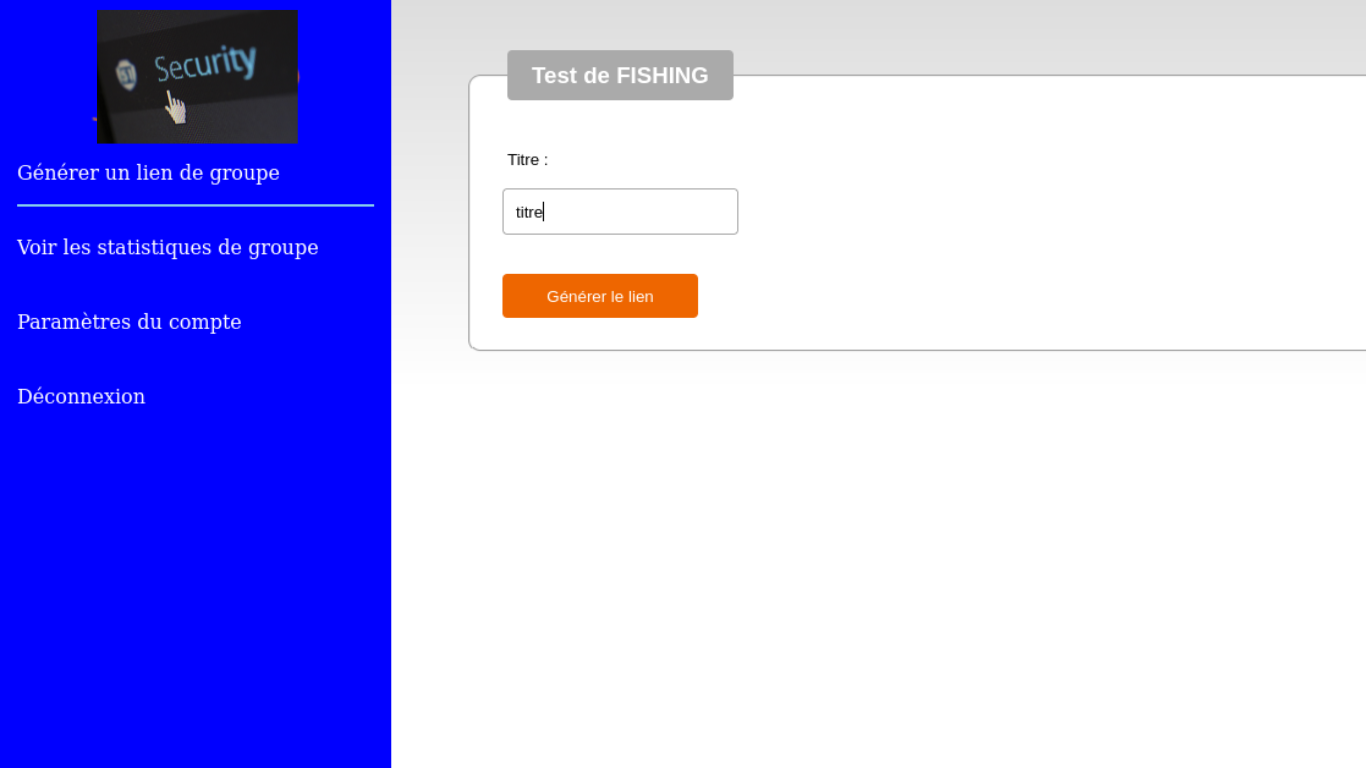 Security
Générer un lien de groupe
Voir les statistiques de groupe
Paramètres du compte
Déconnexion
Test de FISHING
Titre :
titre
Générer le lien